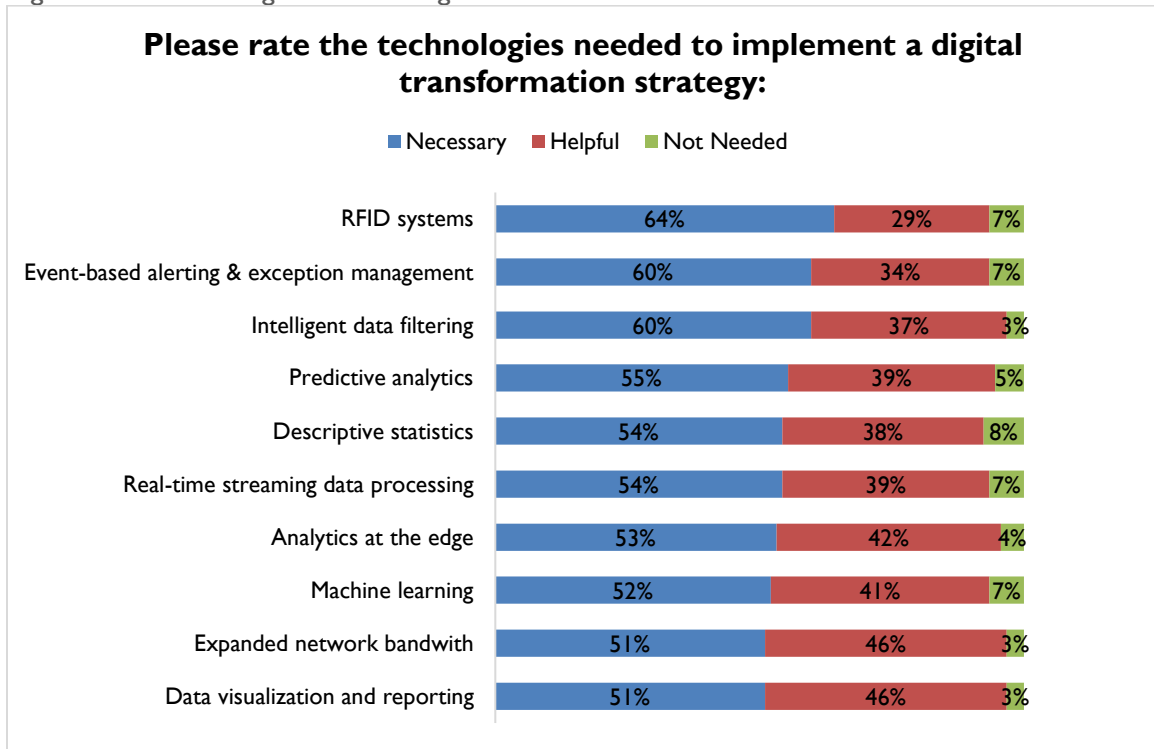 Please rate the technologies needed to implement a digital
transformation strategy:
Necessary Helpful Not Needed
RFID systems 64% 29% 7%
Event-based alerting & exception management 60% 34% 7%
Intelligent data filtering 60% 37% 3%
Predictive analytics 55% 39% 5%
Descriptive statistics 54% 38% 8%
Real-time streaming data processing 54% 39% 7%
Analytics at the edge 53% 42% 4%
Machine learning 52% 41% 7%
Expanded network bandwith 51% 46% 3%
Data visualization and reporting 51% 46% 3%